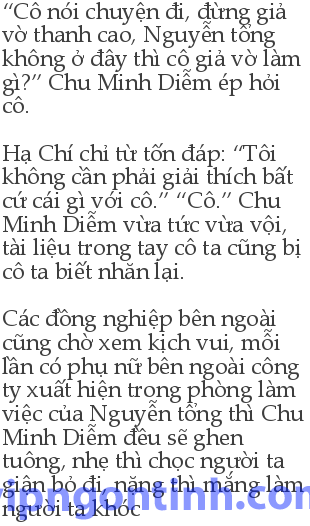 “Cô nói chuyện đi, đừng giả
vờ thanh cao, Nguyễn tổng
không ở đây thì cô giả vờ làm
gì?” Chu Minh Diễm ép hỏi
cô.
Hạ Chí chỉ từ tốn đáp: “Tôi
không cần phải giải thích bất
cứ cái gì với cô.” “Cô.” Chu
Minh Diễm vừa tức vừa vội,
tài liệu trong tay cô ta cũng bị
cô ta biết nhăn lại.
Các đồng nghiệp bên ngoài
cũng chờ xem kịch vui, mỗi
lần có phụ nữ bên ngoài công
ty xuất hiện trong phòng làm
việc của Nguyễn tổng thì Chu
Minh Diễm đều sẽ ghen
tuông, nhẹ thì chọc người ta
giận bỏ đi, nặng thì mắng làm
người ta khóc
vipngontinh.com